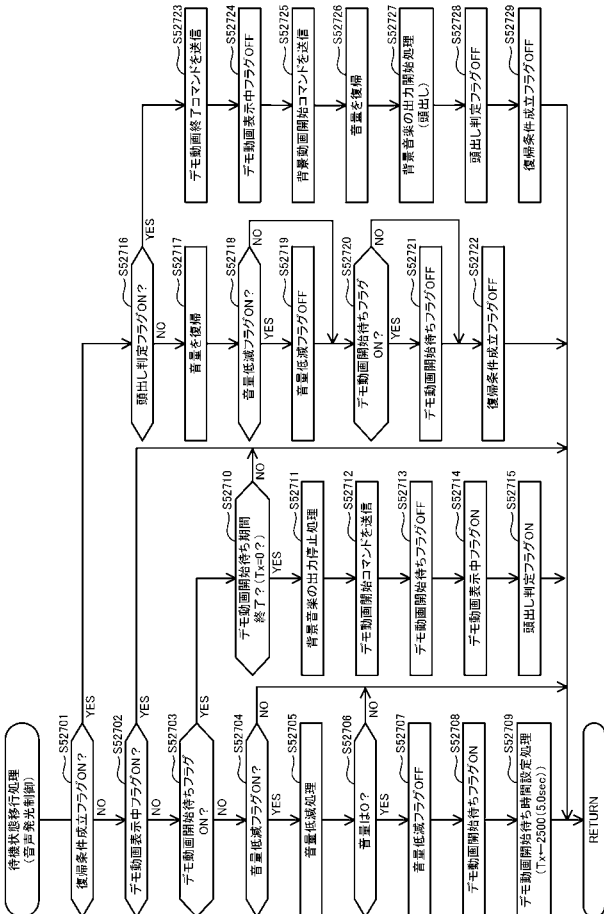 待機状態移行処理
(音声発光制御)
S52701
復帰条件成立フラグON?
YES
NO
S52702
デモ動画表示中フラグON?
YES
NO
S52703
デモ動画開始待ちフラグ
ON?
YES
NO
S52704
音量低減フラグON?
NO
YES
S52705
音量低減処理
S52706
音量は0?
NO
YES
S52707
音量低減フラグOFF
S52708
デモ動画開始待ちフラグON
S52709
デモ動画開始待ち時間設定処理
(Tx←2500(5.0sec))
RETURN
S52710
デモ動画開始待ち期間
終了?(Tx=0?)
NO
YES
S52711
背景音楽の出力停止処理
S52712
デモ動画開始コマンドを送信
S52713
デモ動画開始待ちフラグOFF
S52714
デモ動画表示中フラグON
S52715
頭出し判定フラグON
S52716
頭出し判定フラグON?
YES
NO
S52717
音量を復帰
S52718
音量低減フラグON?
NO
YES
S52719
音量低減フラグOFF
S52720
デモ動画開始待ちフラグ
ON?
NO
YES
S52721
デモ動画開始待ちフラグOFF
S52722
復帰条件成立フラグOFF
S52723
デモ動画終了コマンドを送信
S52724
デモ動画表示中フラグOFF
S52725
背景動画開始コマンドを送信
S52726
音量を復帰
S52727
背景音楽の出力開始処理
(頭出し)
S52728
頭出し判定フラグOFF
S52729
復帰条件成立フラグOFF